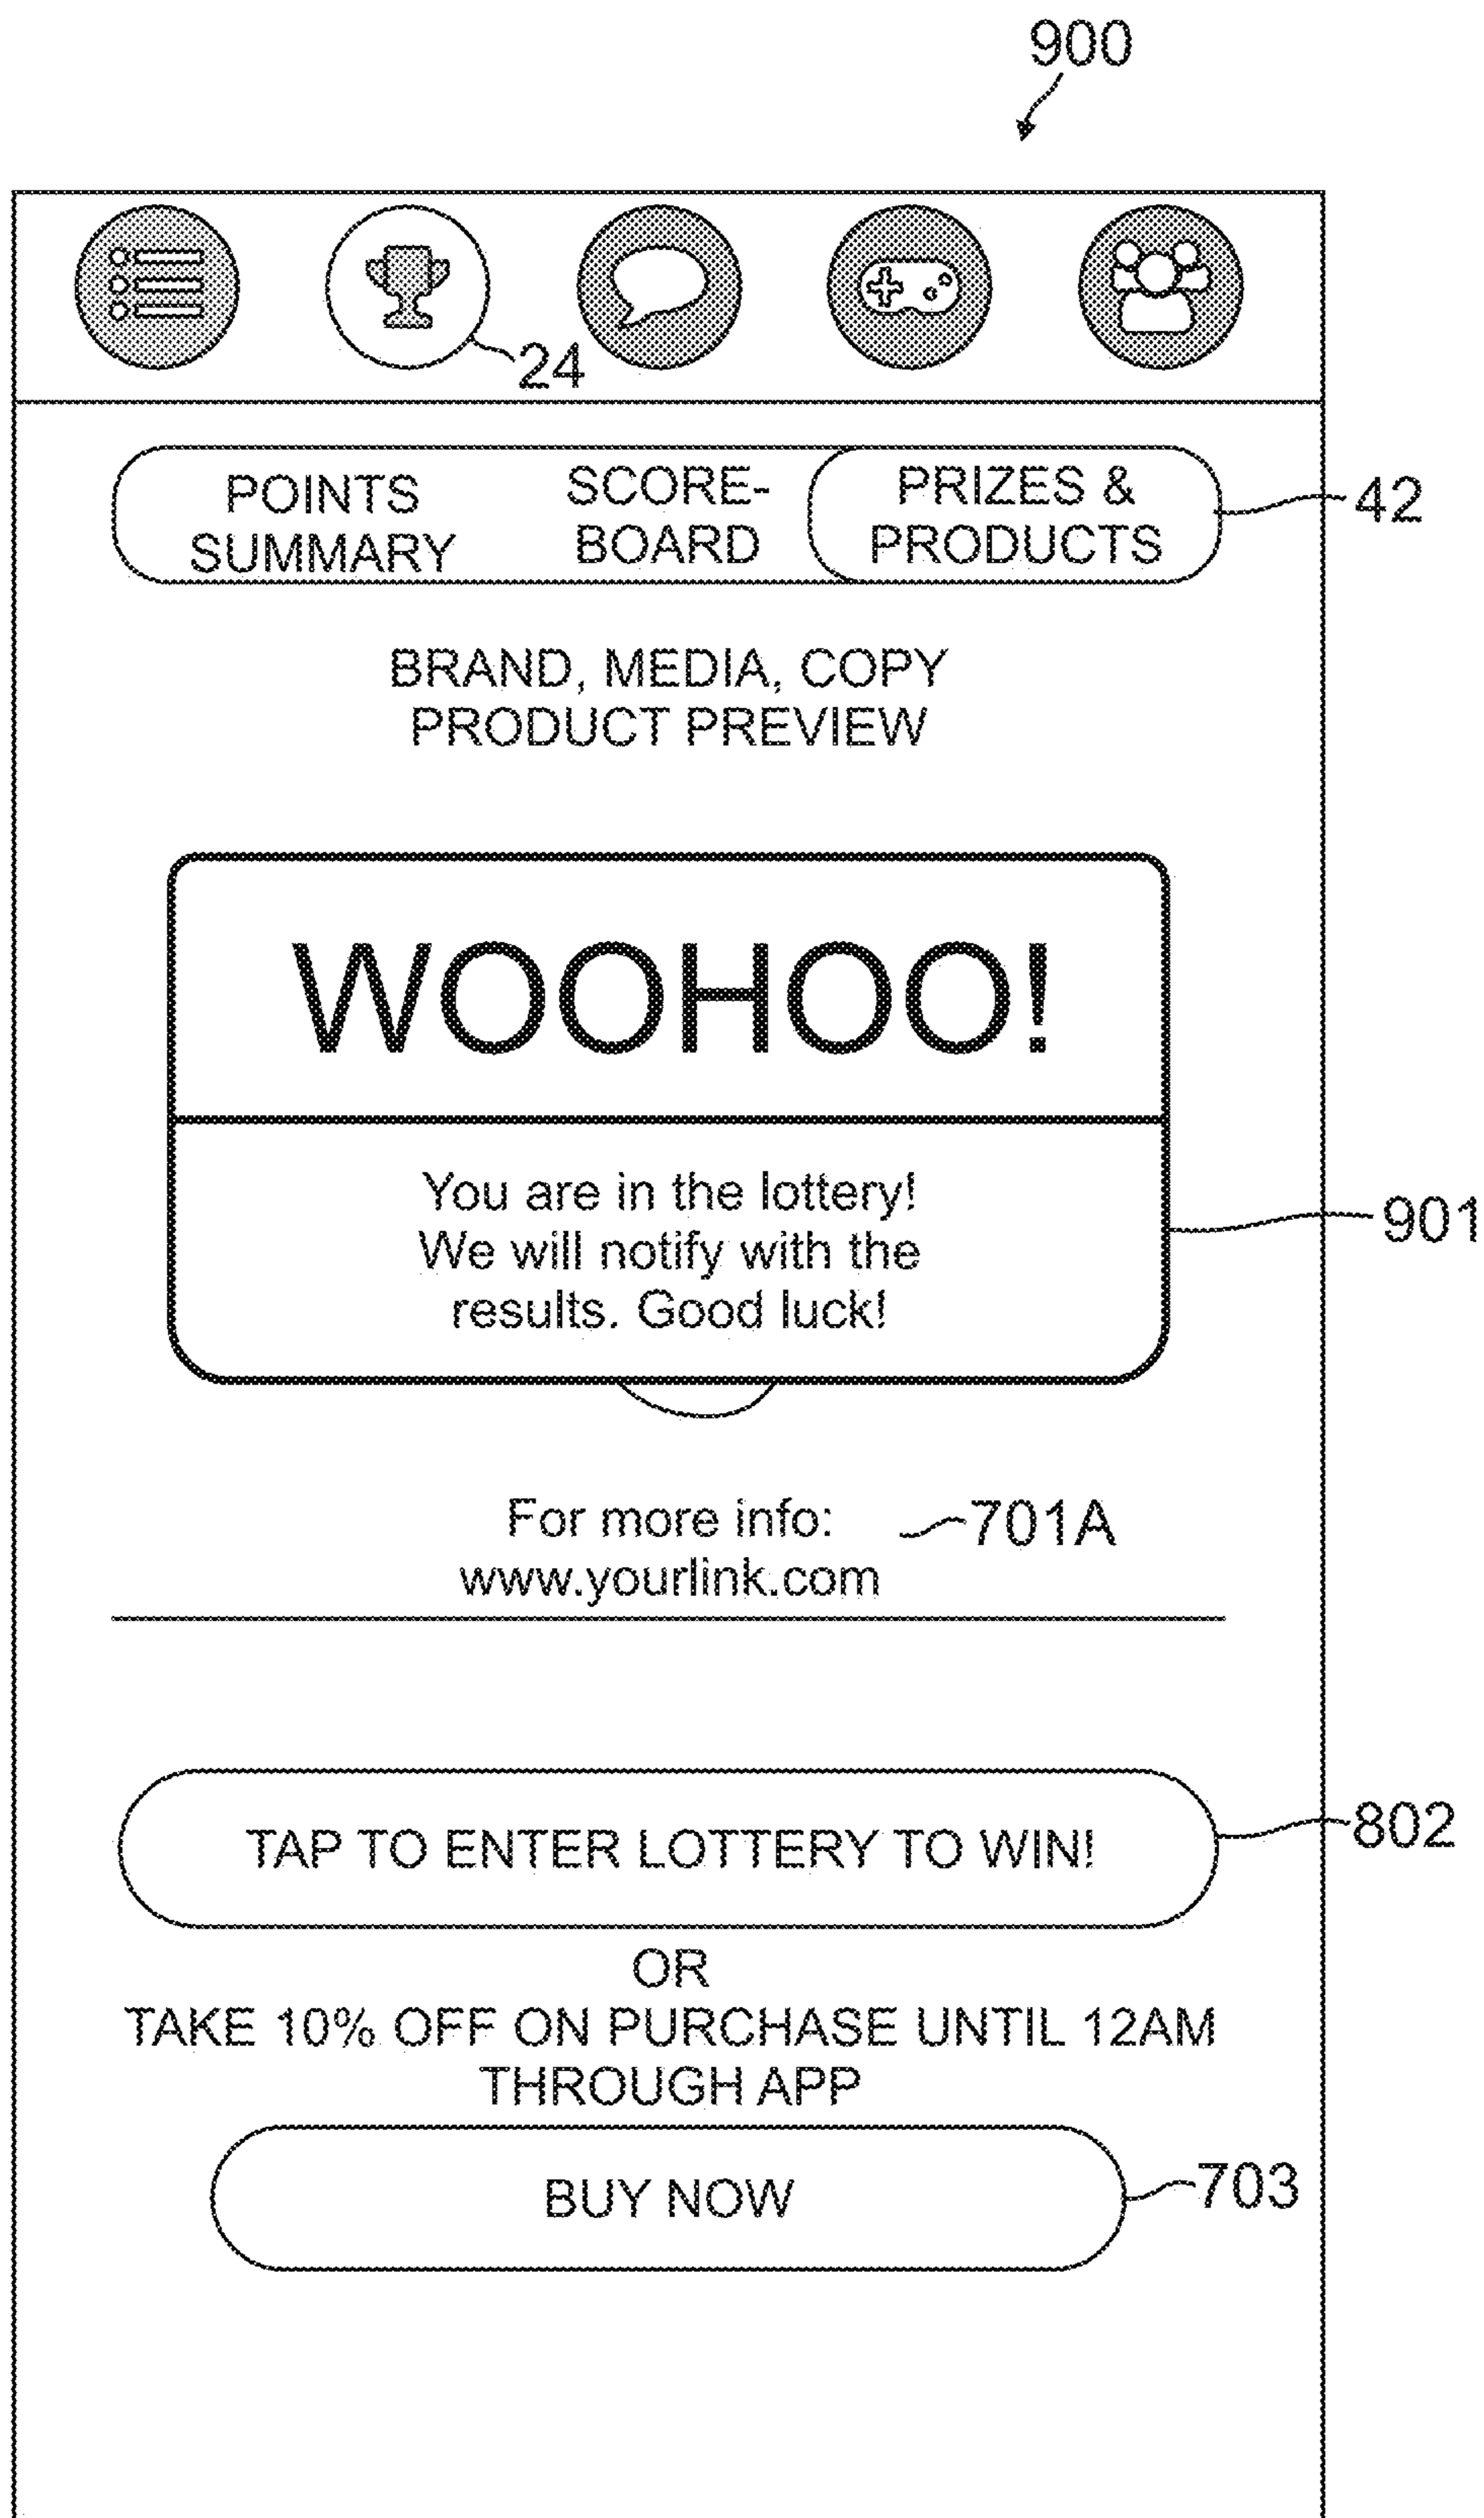 900
24
POINTS SUMMARY
SCORE-BOARD
PRIZES & PRODUCTS
42
BRAND, MEDIA, COPY
PRODUCT PREVIEW
WOOHOO!
You are in the lottery!
We will notify with the
results. Good luck!
901
For more info:
701A
www.yourlink.com
TAP TO ENTER LOTTERY TO WIN!
802
OR
TAKE 10% OFF ON PURCHASE UNTIL 12AM
THROUGH APP
BUY NOW
703